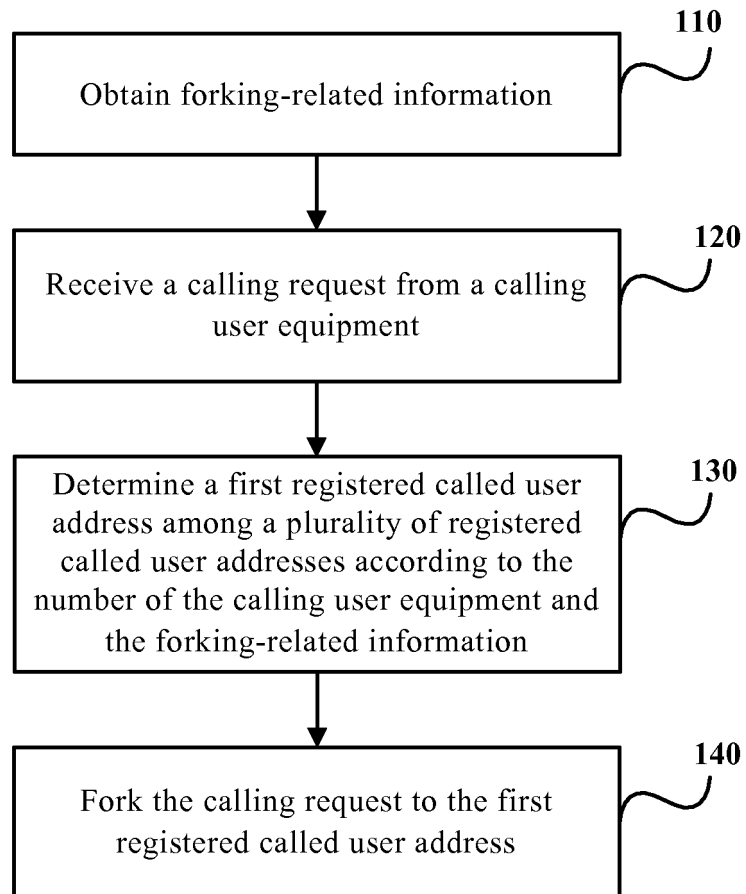 110
Obtain forking-related information
120
Receive a calling request from a calling
user equipment
130
Determine a first registered called user
address among a plurality of registered
called user addresses according to the
number of the calling user equipment and
the forking-related information
140
Fork the calling request to the first
registered called user address